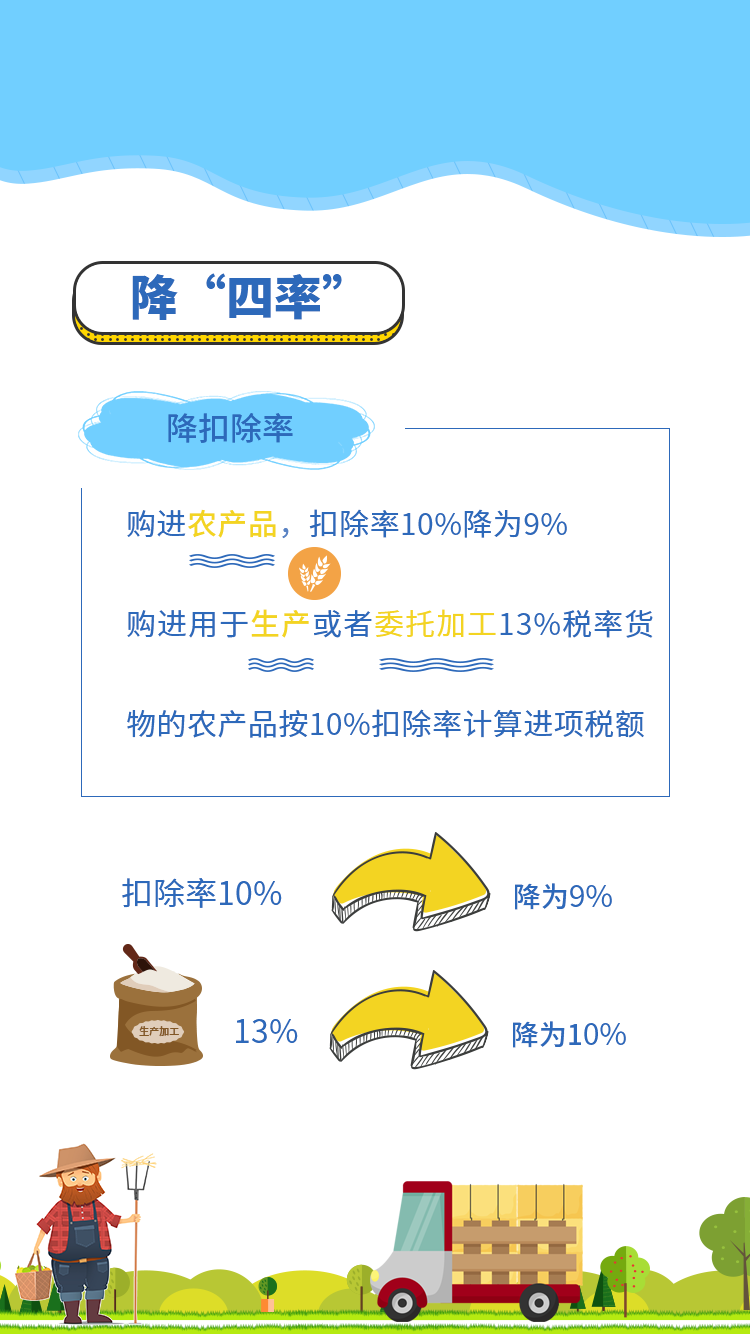 降“四率”
降扣除率
购进农产品，扣除率10%降为9%
购进用于生产或者委托加工13%税率货
物的农产品按10%扣除率计算进项税额
扣除率10%
降为9%
生产加工
13%
降为10%